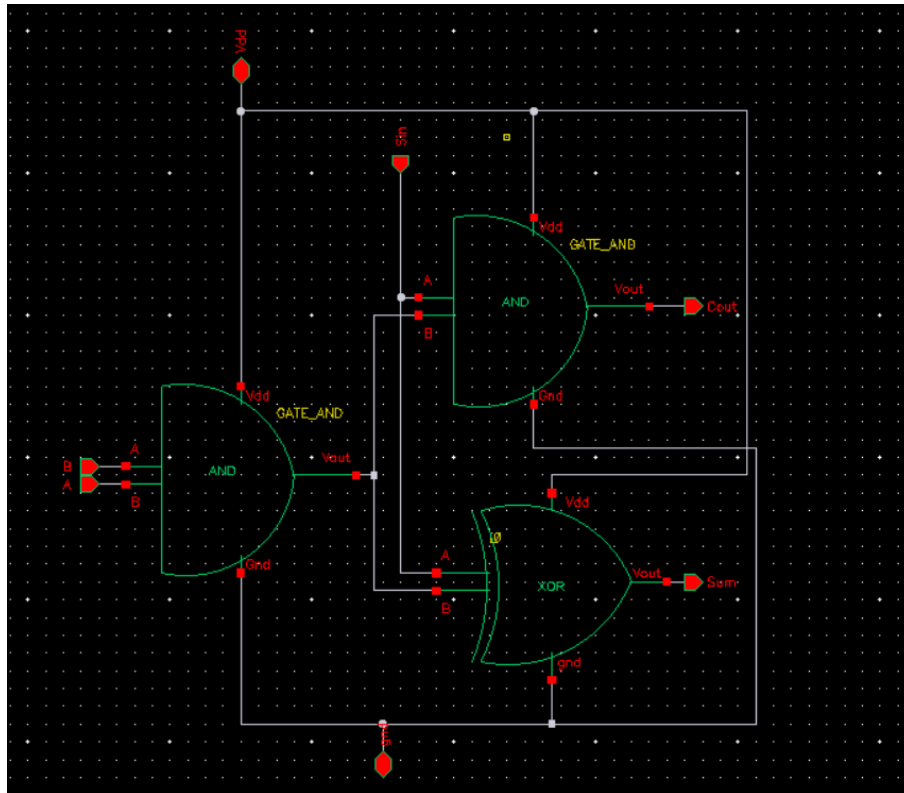 Vdd
Sin
Vdd
GATE_AND
A
Vout
AND
Cout
B
Gnd
Vdd
GATE_AND
A
Vout
B
AND
A
B
Vdd
Gnd
A
Vout
XOR
Sum
B
gnd